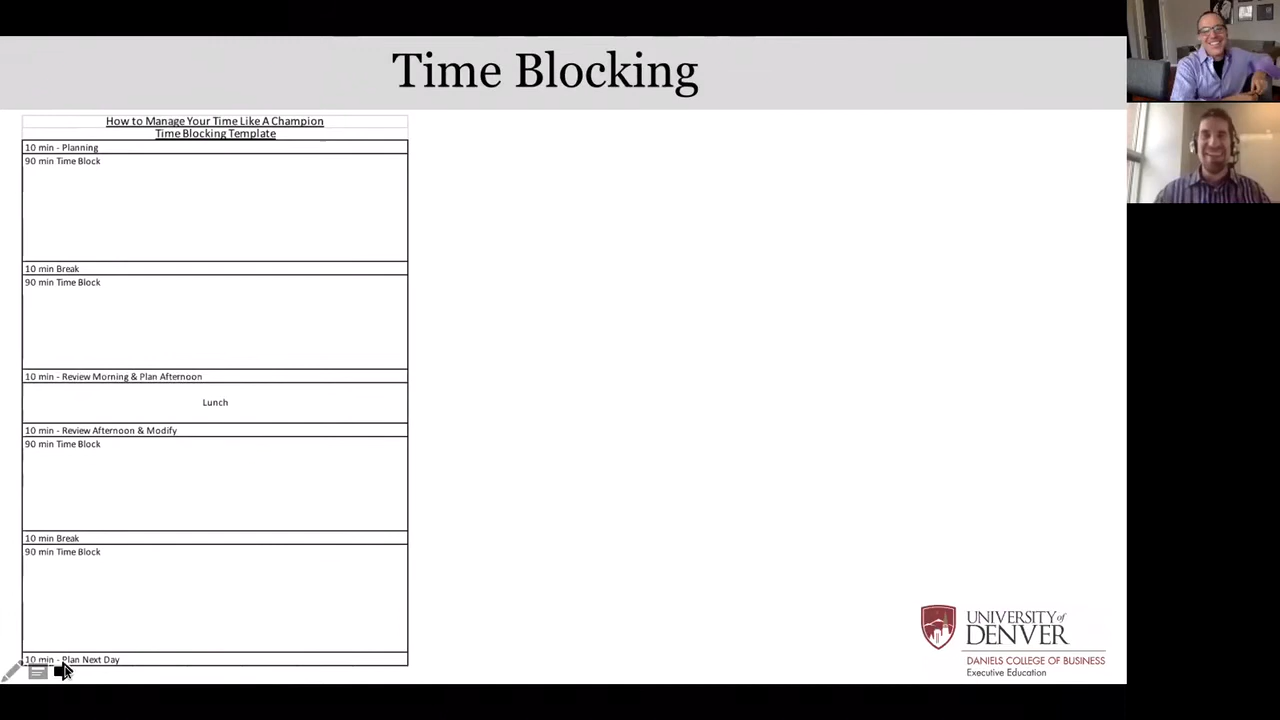 Time Blocking
How to Manage Your Time Like A Champion
Time Blocking Template
10 min - Planning
90 min Time Block
10 min Break
90 min Time Block
10 min - Review Morning & Plan Afternoon
Lunch
10 min - Review Afternoon & Modify
90 min Time Block
10 min Break
90 min Time Block
10 min - Plan Next Day
UNIVERSITY of
DENVER
DANIELS COLLEGE OF BUSINESS
Executive Education